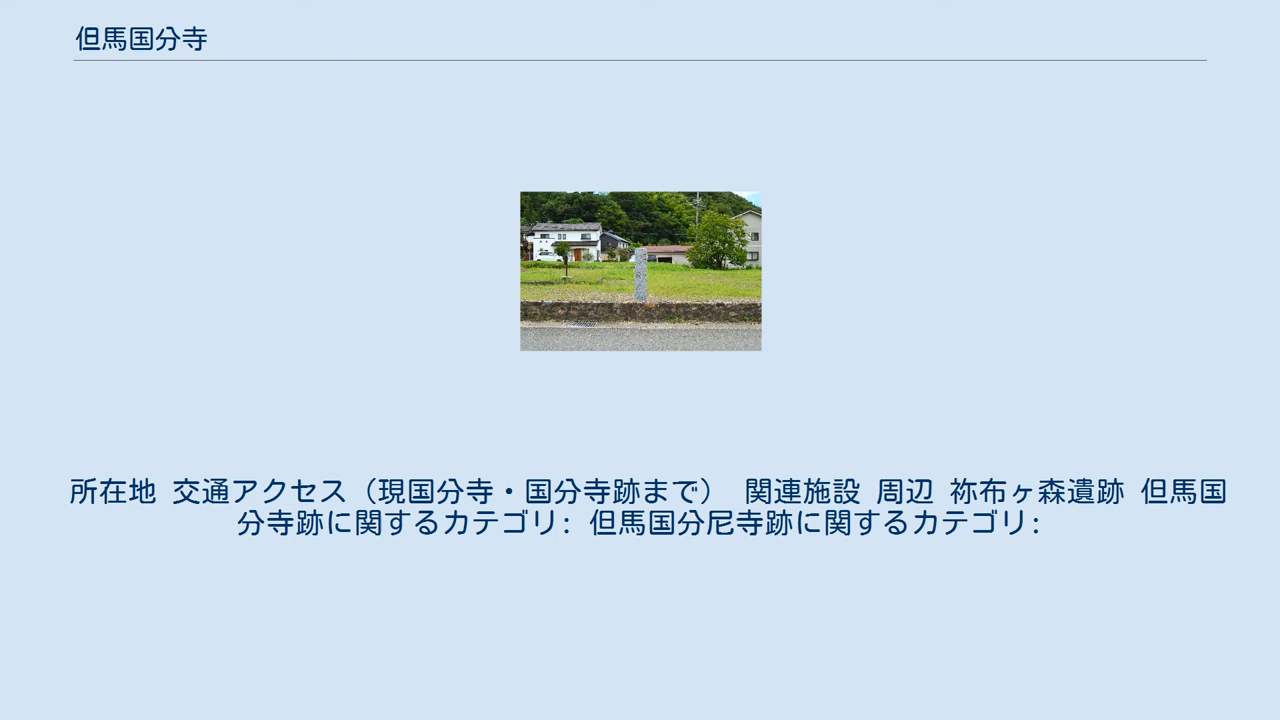 但馬国分寺
所在地 交通アクセス（現国分寺・国分寺跡まで） 関連施設 周辺 祢布ヶ森遺跡 但馬国
分寺跡に関するカテゴリ: 但馬国分尼寺跡に関するカテゴリ: